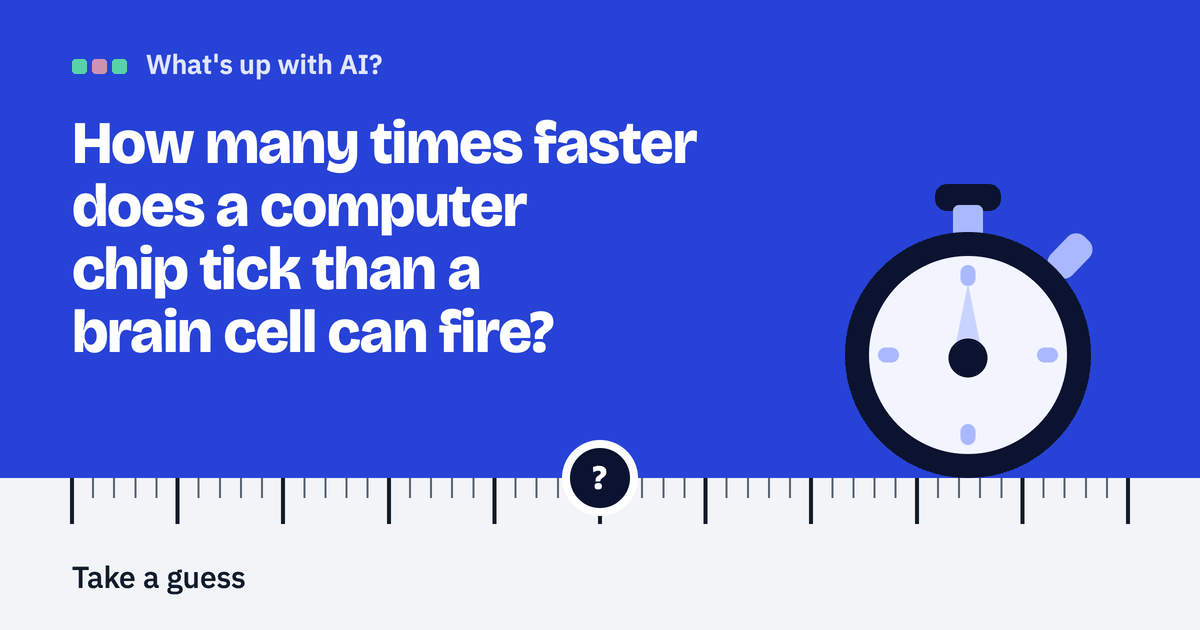 What's up with AI?
How many times faster
does a computer
chip tick than a
brain cell can fire?
?
Take a guess